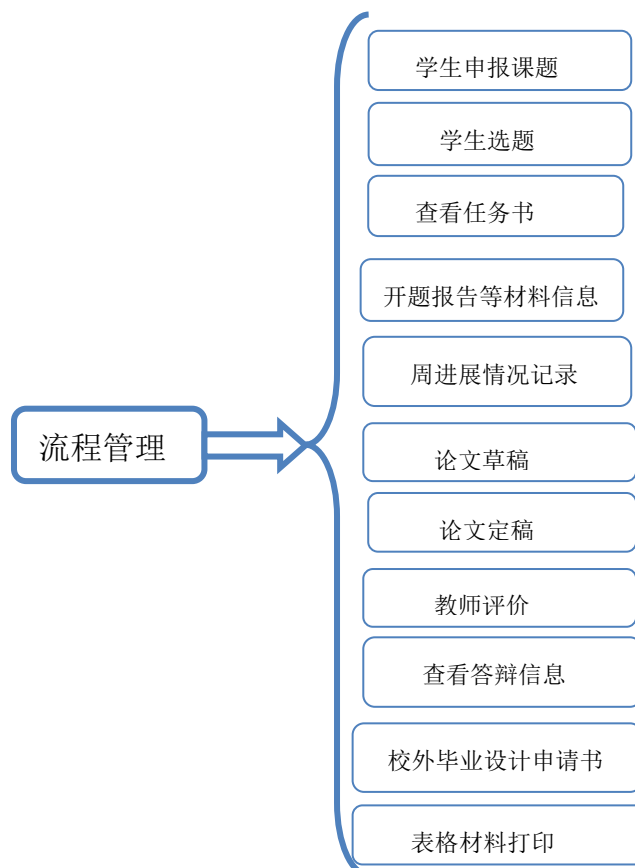 学生申报课题
学生选题
查看任务书
开题报告等材料信息
周进展情况记录
流程管理
论文草稿
论文定稿
教师评价
查看答辩信息
校外毕业设计申请书
表格材料打印